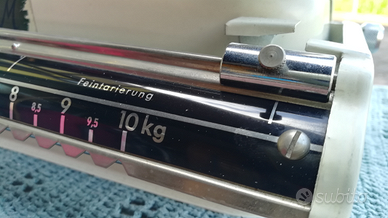 Feintarierung
8 8,5 9 9,5 10 kg
subito